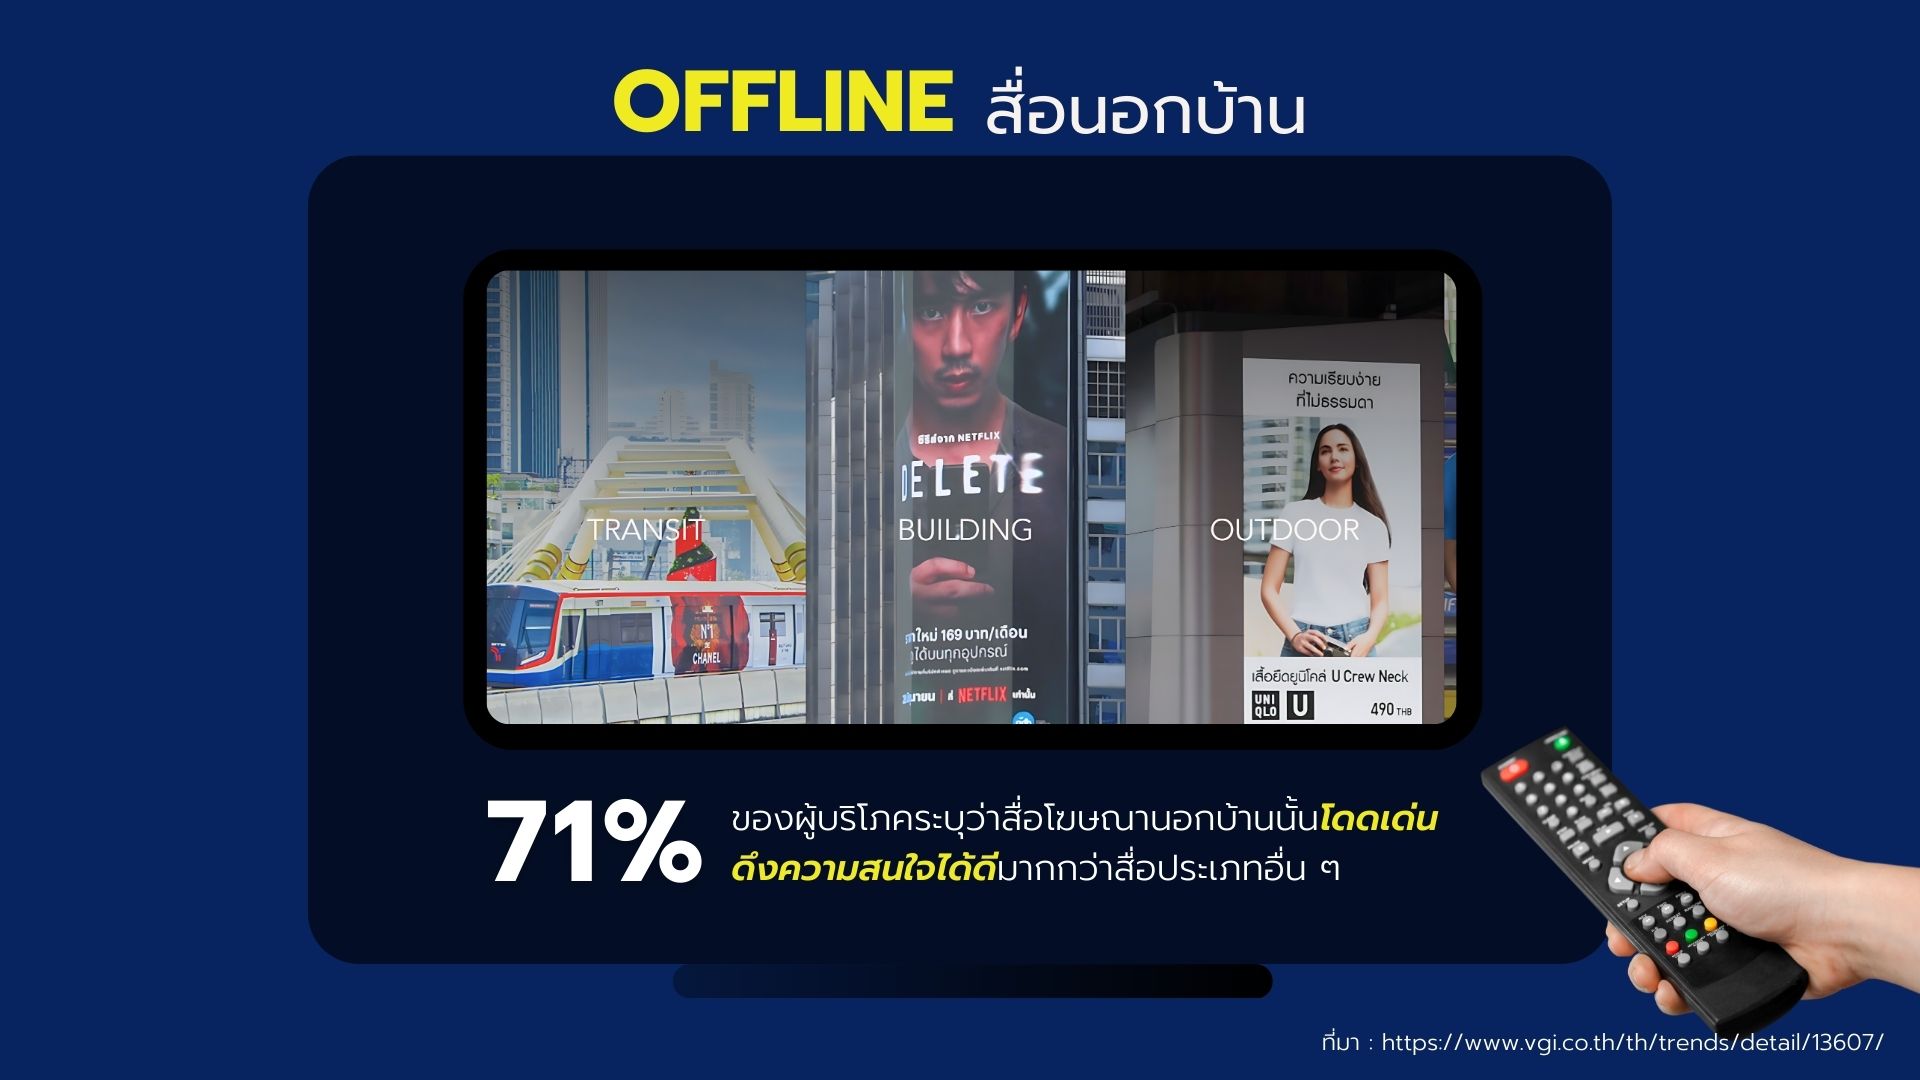 OFFLINE สื่อนอกบ้าน
TRANSIT
N°1
DE
CHANEL
ซีรีส์จาก NETFLIX
DELETE
BUILDING
ใหม่ 169 บาท/เดือน
ได้บนทุกอุปกรณ์
ที่ NETFLIX เท่านั้น
ความเรียบง่าย
ที่ไม่ธรรมดา
OUTDOOR
เสื้อยืดยูนิโคล่ U Crew Neck
UNI
QLO
U
490 THB
71%
ของผู้บริโภคระบุว่าสื่อโฆษณานอกบ้านนั้นโดดเด่น
ดึงความสนใจได้ดีมากกว่าสื่อประเภทอื่น ๆ
ที่มา : https://www.vgi.co.th/th/trends/detail/13607/